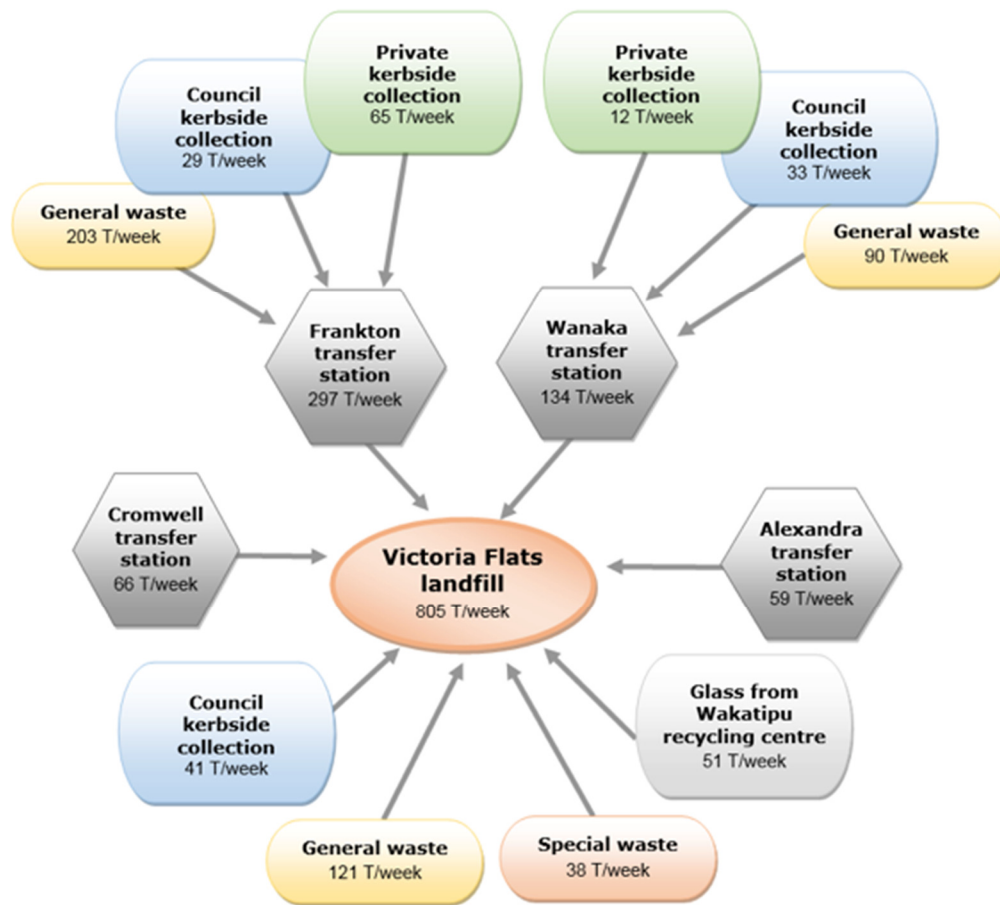 Private
kerbside
collection
65 T/week
Private
kerbside
collection
12 T/week
Council
kerbside
collection
29 T/week
Council
kerbside
collection
33 T/week
General waste
203 T/week
General waste
90 T/week
Frankton
transfer
station
297 T/week
Wanaka
transfer
station
134 T/week
Cromwell
transfer
station
66 T/week
Victoria Flats
landfill
805 T/week
Alexandra
transfer
station
59 T/week
Council
kerbside
collection
41 T/week
Glass from
Wakatipu
recycling centre
51 T/week
General waste
121 T/week
Special waste
38 T/week